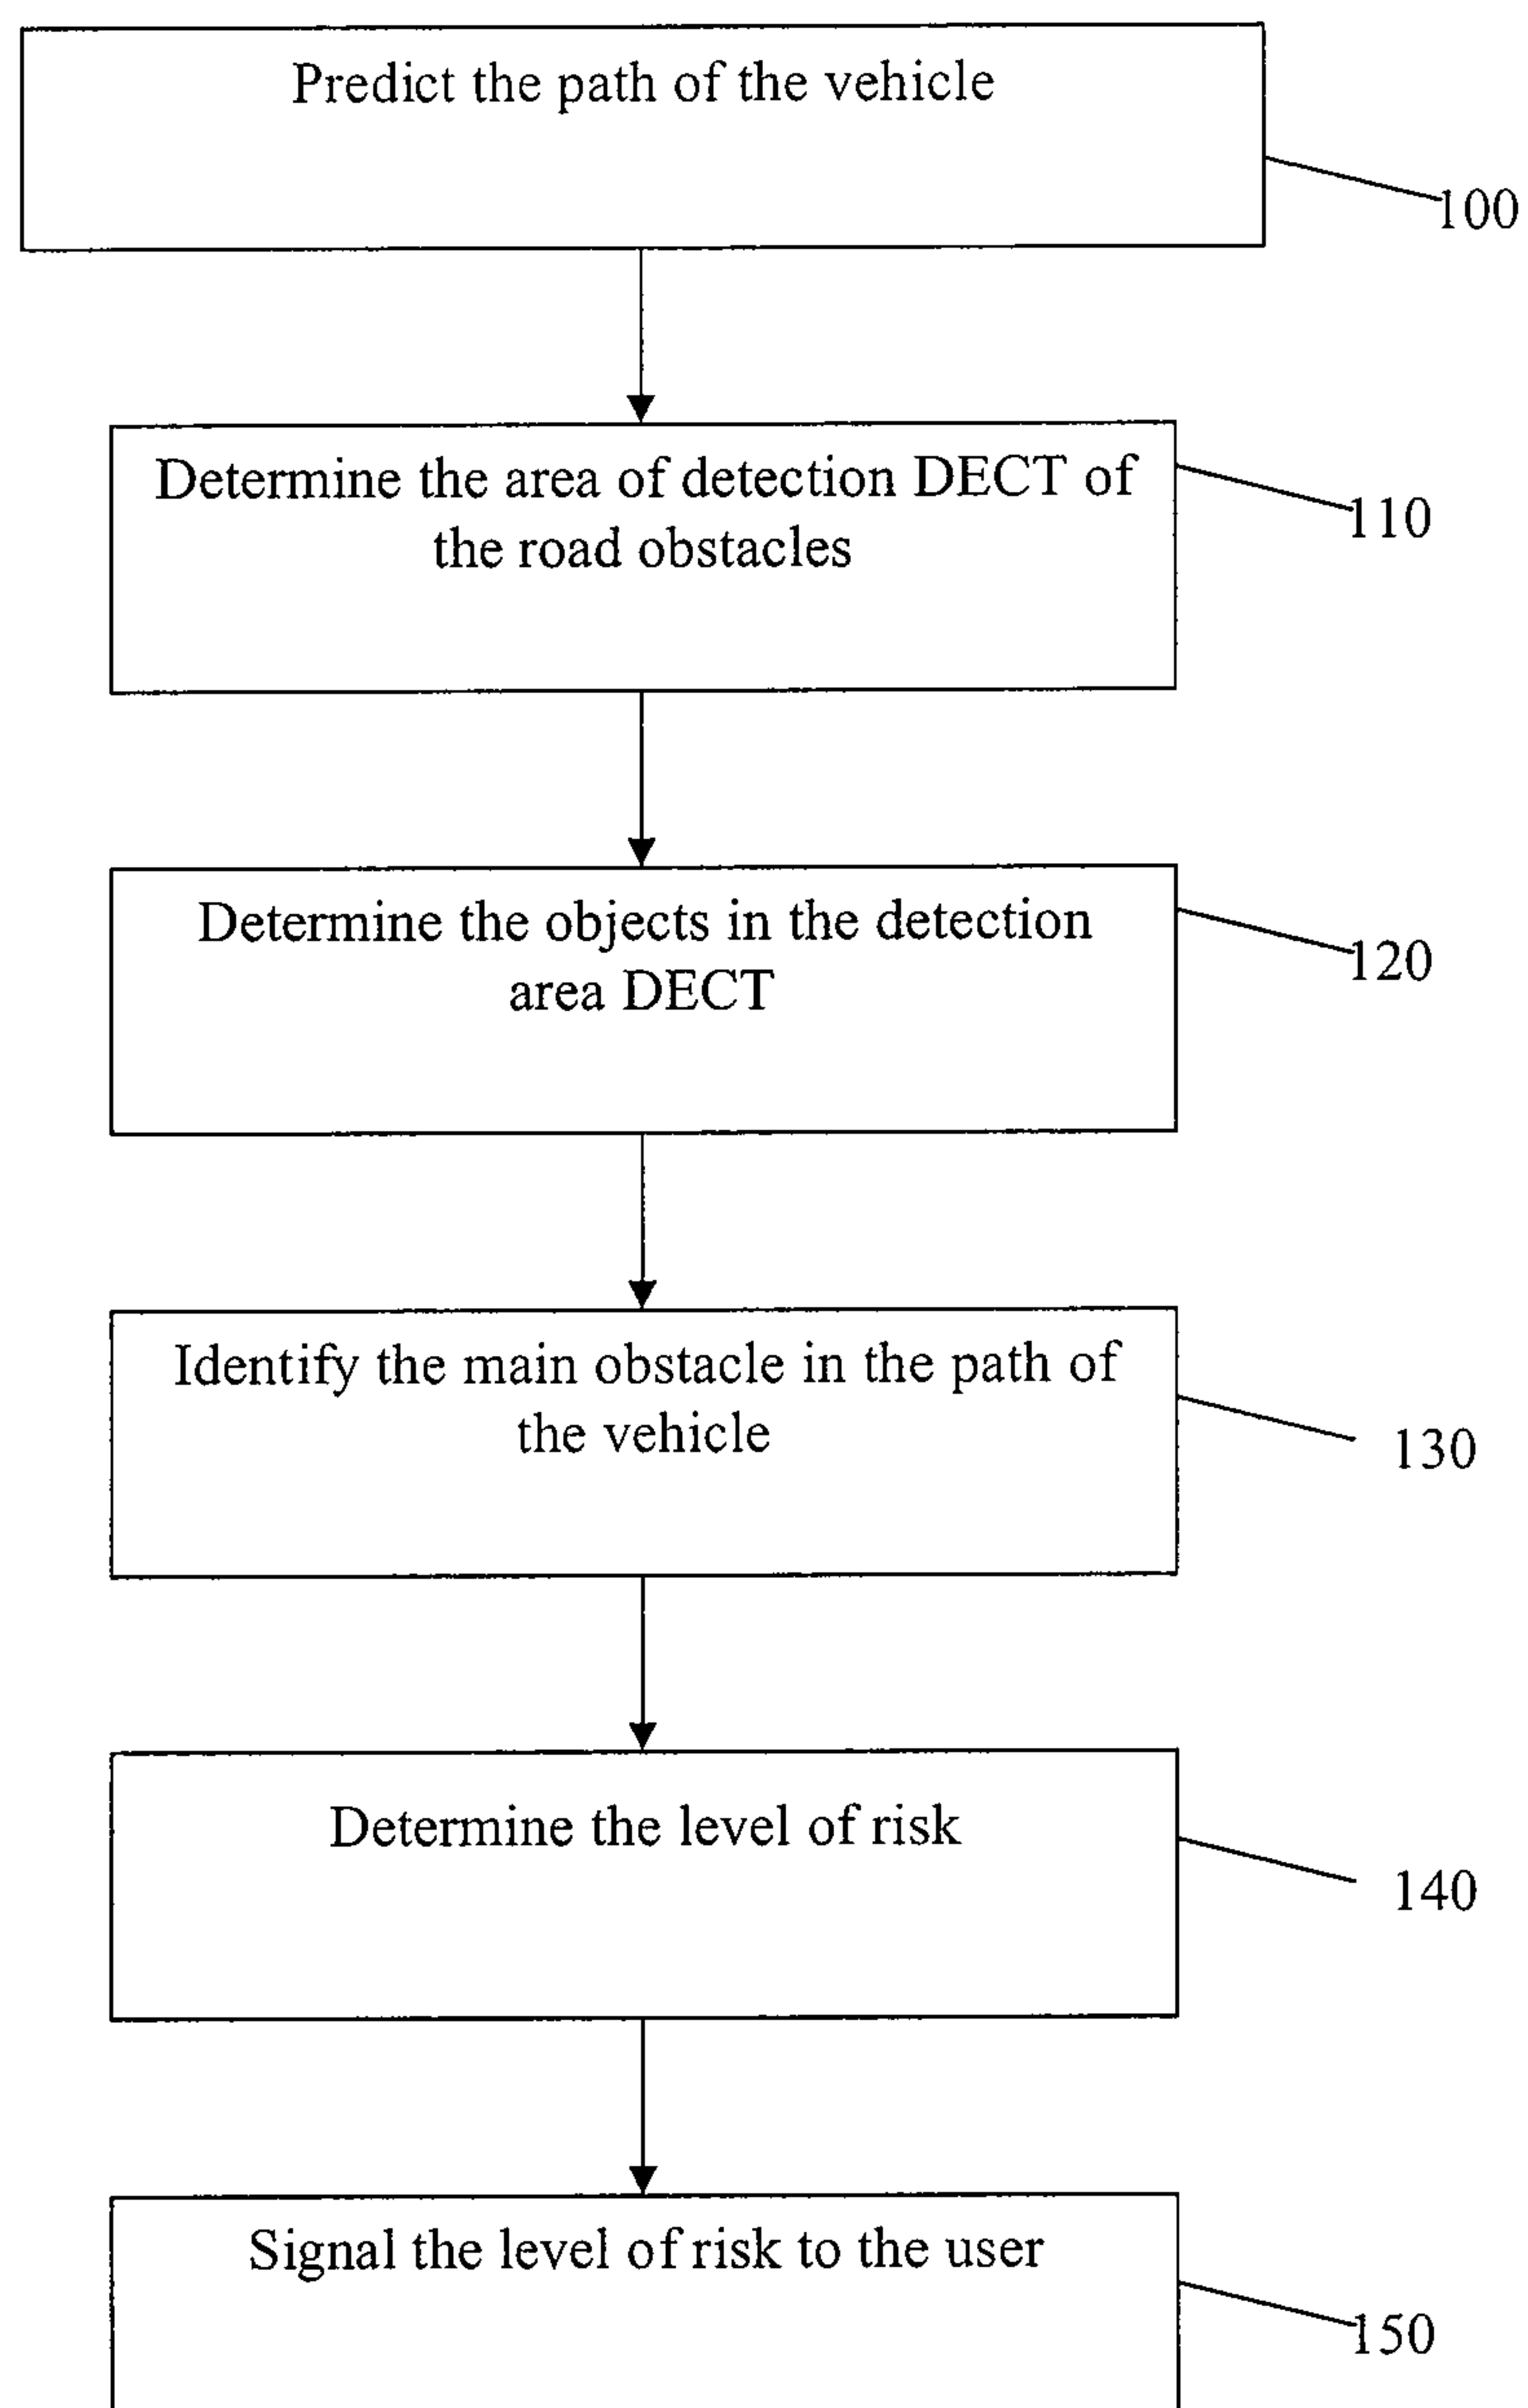 Predict the path of the vehicle
100
Determine the area of detection DECT of
the road obstacles
110
Determine the objects in the detection
area DECT
120
Identify the main obstacle in the path of
the vehicle
130
Determine the level of risk
140
Signal the level of risk to the user
150